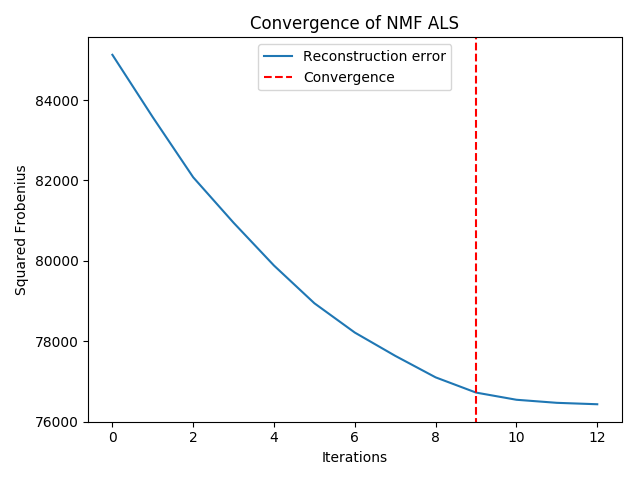 Convergence of NMF ALS
Reconstruction error
Convergence
Squared Frobenius
84000
82000
80000
78000
76000
0 2 4 6 8 10 12
Iterations